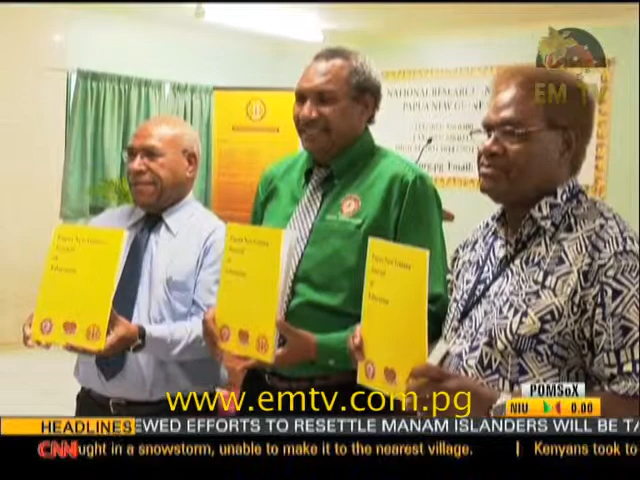 EM TV
NATIONAL RESEARCH
PAPUA NEW GU
Email
Papua New Guinea
Journal
of
Education
Papua New Guinea
Journal
of
Education
Papua New Guinea
Journal
of
Education
www.emtv.com.pg
POMSoX
NIU 0.00
HEADLINES EWED EFFORTS TO RESETTLE MANAM ISLANDERS WILL BE TA
CNN ught in a snowstorm, unable to make it to the nearest village. | Kenyans took to